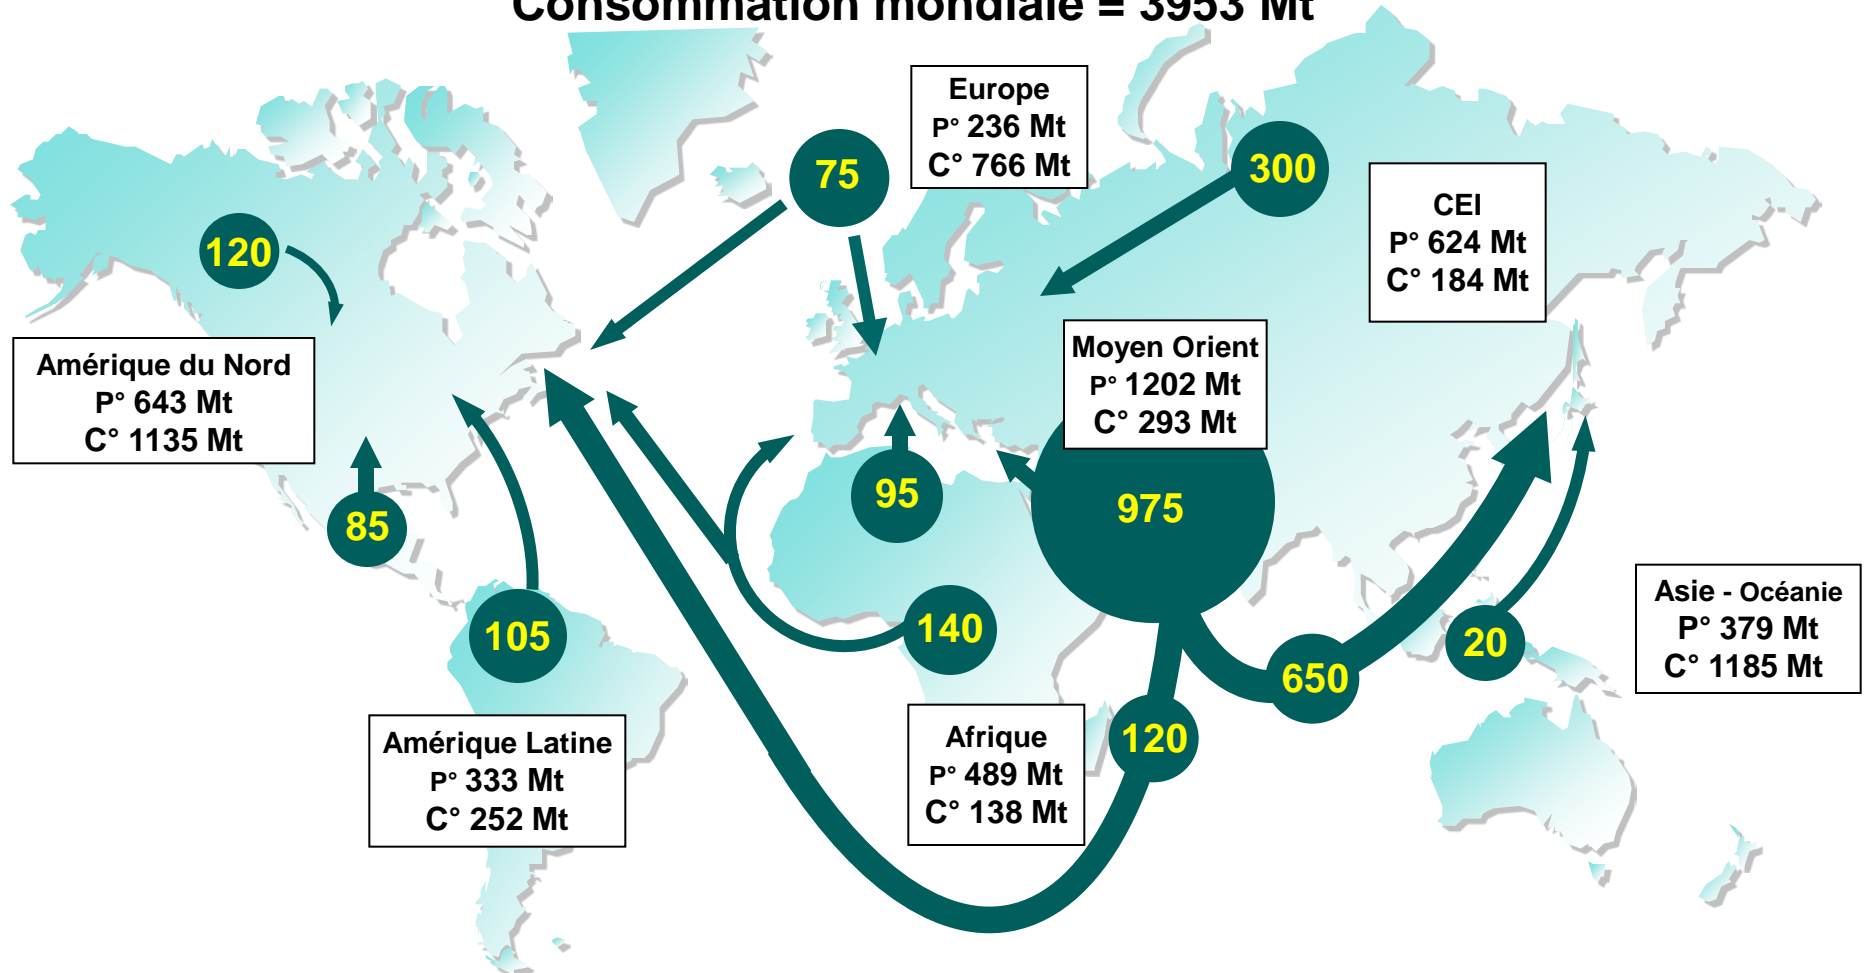 Consommation mondiale = 3953 Mt
Europe
P° 236 Mt
C° 766 Mt
75
300
CEI
P° 624 Mt
C° 184 Mt
120
Amérique du Nord
P° 643 Mt
C° 1135 Mt
Moyen Orient
P° 1202 Mt
C° 293 Mt
85
95
975
105
140
650
20
Asie - Océanie
P° 379 Mt
C° 1185 Mt
Amérique Latine
P° 333 Mt
C° 252 Mt
Afrique
P° 489 Mt
C° 138 Mt
120